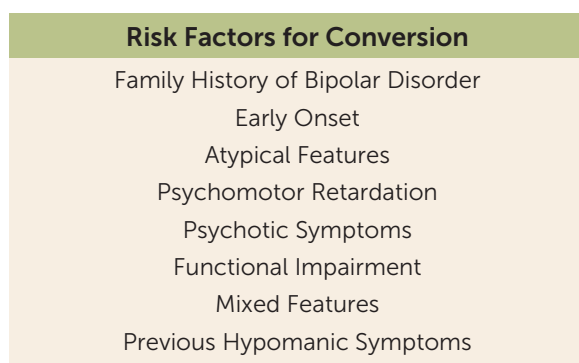 Risk Factors for Conversion
Family History of Bipolar Disorder
Early Onset
Atypical Features
Psychomotor Retardation
Psychotic Symptoms
Functional Impairment
Mixed Features
Previous Hypomanic Symptoms